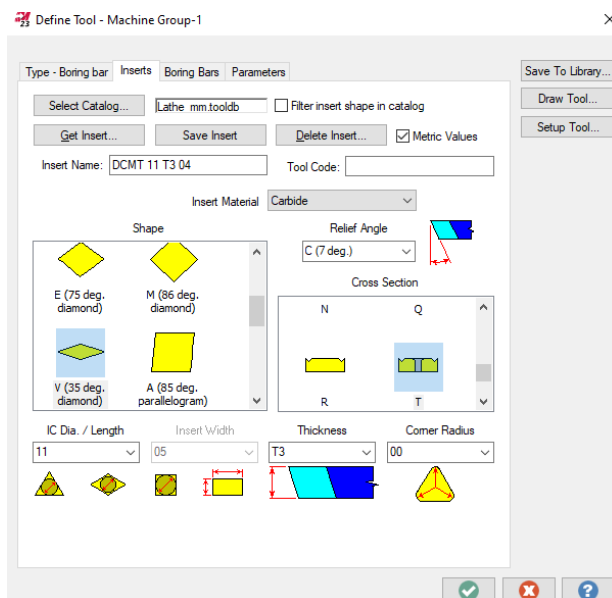 23 Define Tool - Machine Group-1
Type - Boring bar Inserts Boring Bars Parameters
Save To Library...
Draw Tool...
Setup Tool...
Select Catalog... Lathe_mm.tooldb Filter insert shape in catalog
Get Insert... Save Insert Delete Insert... Metric Values
Insert Name: DCMT 11 T3 04 Tool Code:
Insert Material Carbide
Shape Relief Angle
C (7 deg.)
Cross Section
E (75 deg. diamond) M (86 deg. diamond)
N Q
V (35 deg. diamond) A (85 deg. parallelogram)
R T
IC Dia. / Length Insert Width Thickness Corner Radius
11 05 T3 00